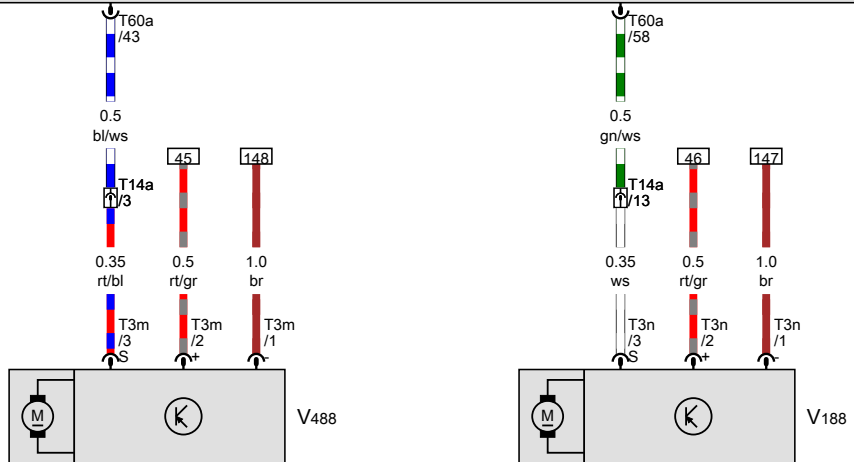 T60a
/43
T60a
/58
0.5
bl/ws
0.5
gn/ws
45
148
46
147
T14a
/3
T14a
/13
0.35
rt/bl
0.5
rt/gr
1.0
br
0.35
ws
0.5
rt/gr
1.0
br
T3m
/3
S
T3m
/2
+
T3m
/1
-
T3n
/3
S
T3n
/2
+
T3n
/1
-
M
V488
M
V188